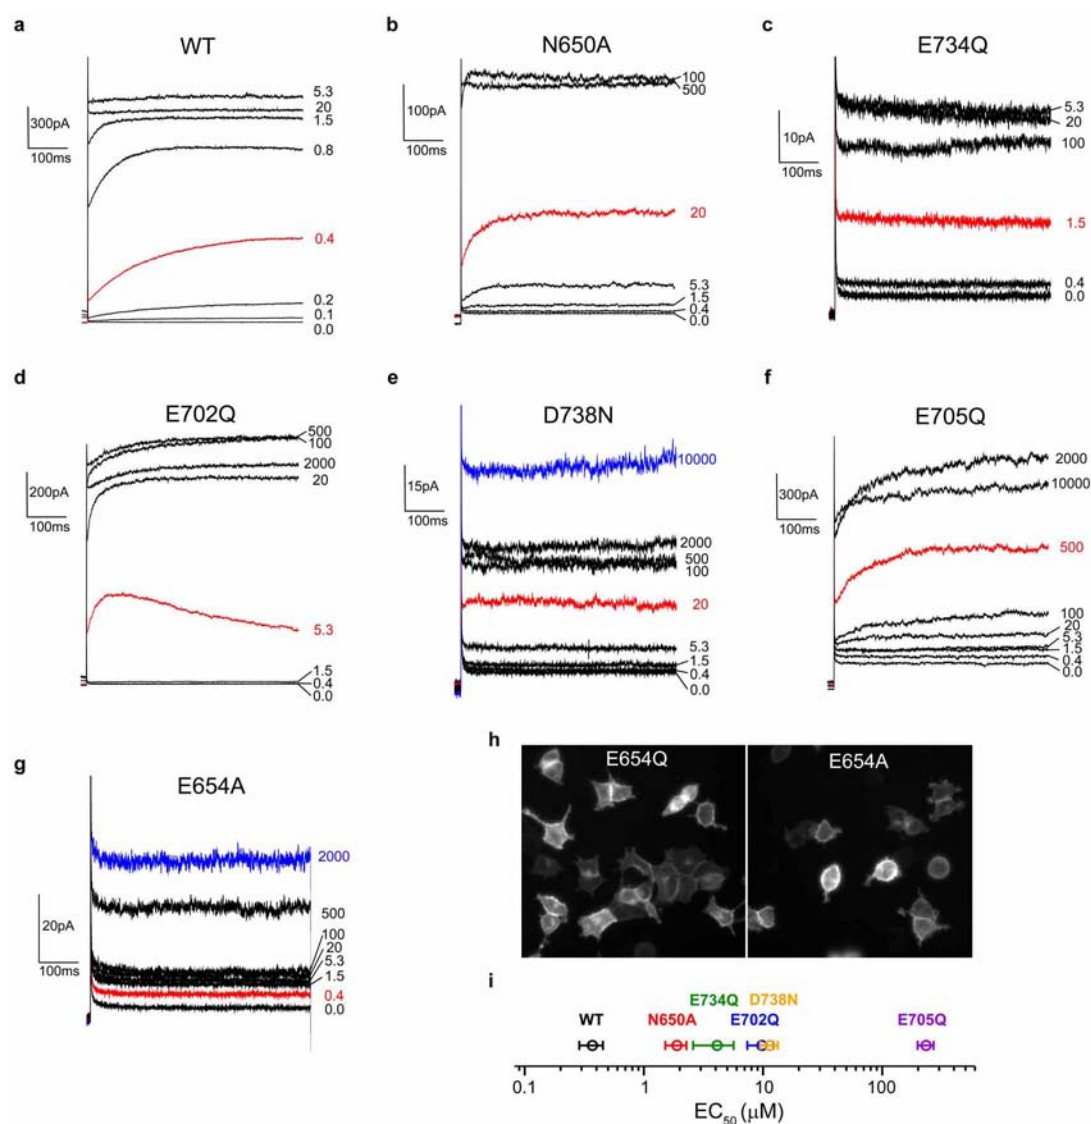 a
WT
5.3
20
1.5
0.8
0.4
0.2
0.1
0.0
300pA
100ms
b
N650A
100
500
20
5.3
1.5
0.4
0.0
100pA
100ms
c
E734Q
5.3
20
100
1.5
0.4
0.0
10pA
100ms
d
E702Q
500
100
2000
20
5.3
1.5
0.4
0.0
200pA
100ms
e
D738N
10000
2000
500
100
20
5.3
1.5
0.4
0.0
15pA
100ms
f
E705Q
2000
10000
500
100
20
5.3
1.5
0.4
0.0
300pA
100ms
g
E654A
2000
500
100
20
5.3
1.5
0.4
0.0
20pA
100ms
h
E654Q
E654A
i
E734Q D738N
WT N650A E702Q E705Q
0.1 1 10 100
EC50 (μM)